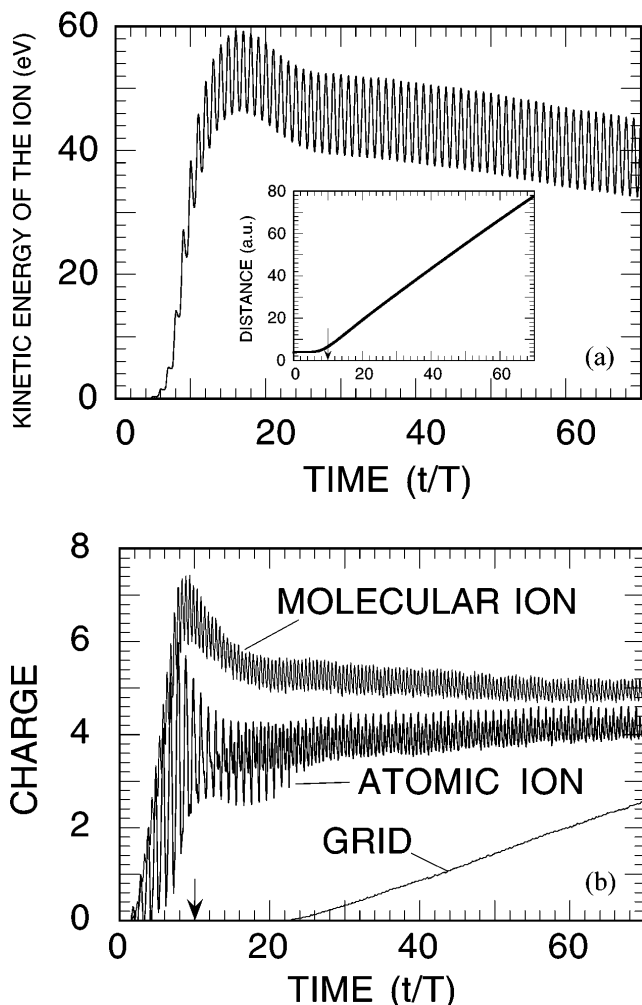 60
40
20
0
KINETIC ENERGY OF THE ION (eV)
80
60
40
20
0
DISTANCE (a.u.)
0 20 40 60
(a)
0 20 40 60
TIME (t/T)
8
6
4
2
0
CHARGE
MOLECULAR ION
ATOMIC ION
GRID
(b)
0 20 40 60
TIME (t/T)